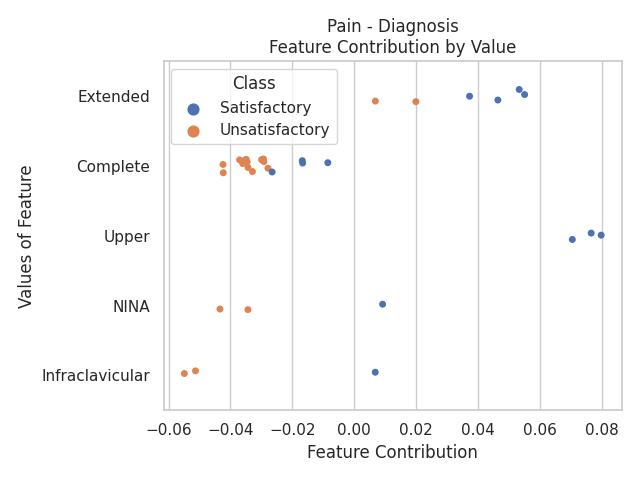 Pain - Diagnosis
Feature Contribution by Value
Class
Satisfactory
Unsatisfactory
Values of Feature
Extended
Complete
Upper
NINA
Infraclavicular
−0.06 −0.04 −0.02 0.00 0.02 0.04 0.06 0.08
Feature Contribution